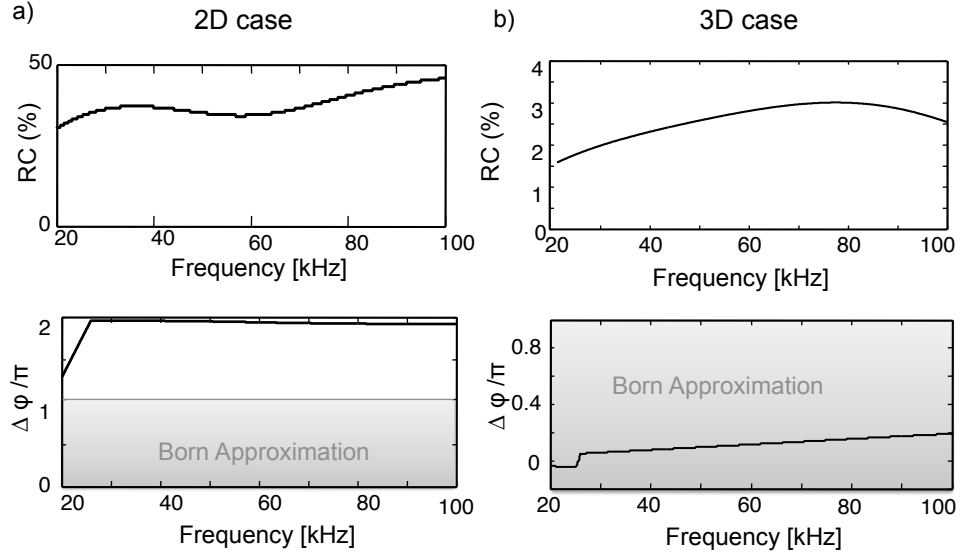 a)
2D case
50
RC (%)
0
20 40 60 80 100
Frequency [kHz]
2
Δ φ /π
1
Born Approximation
0
20 40 60 80 100
Frequency [kHz]
b)
3D case
4
3
RC (%)
2
1
0
20 40 60 80 100
Frequency [kHz]
0.8
Δ φ /π
Born Approximation
0.4
0
20 40 60 80 100
Frequency [kHz]